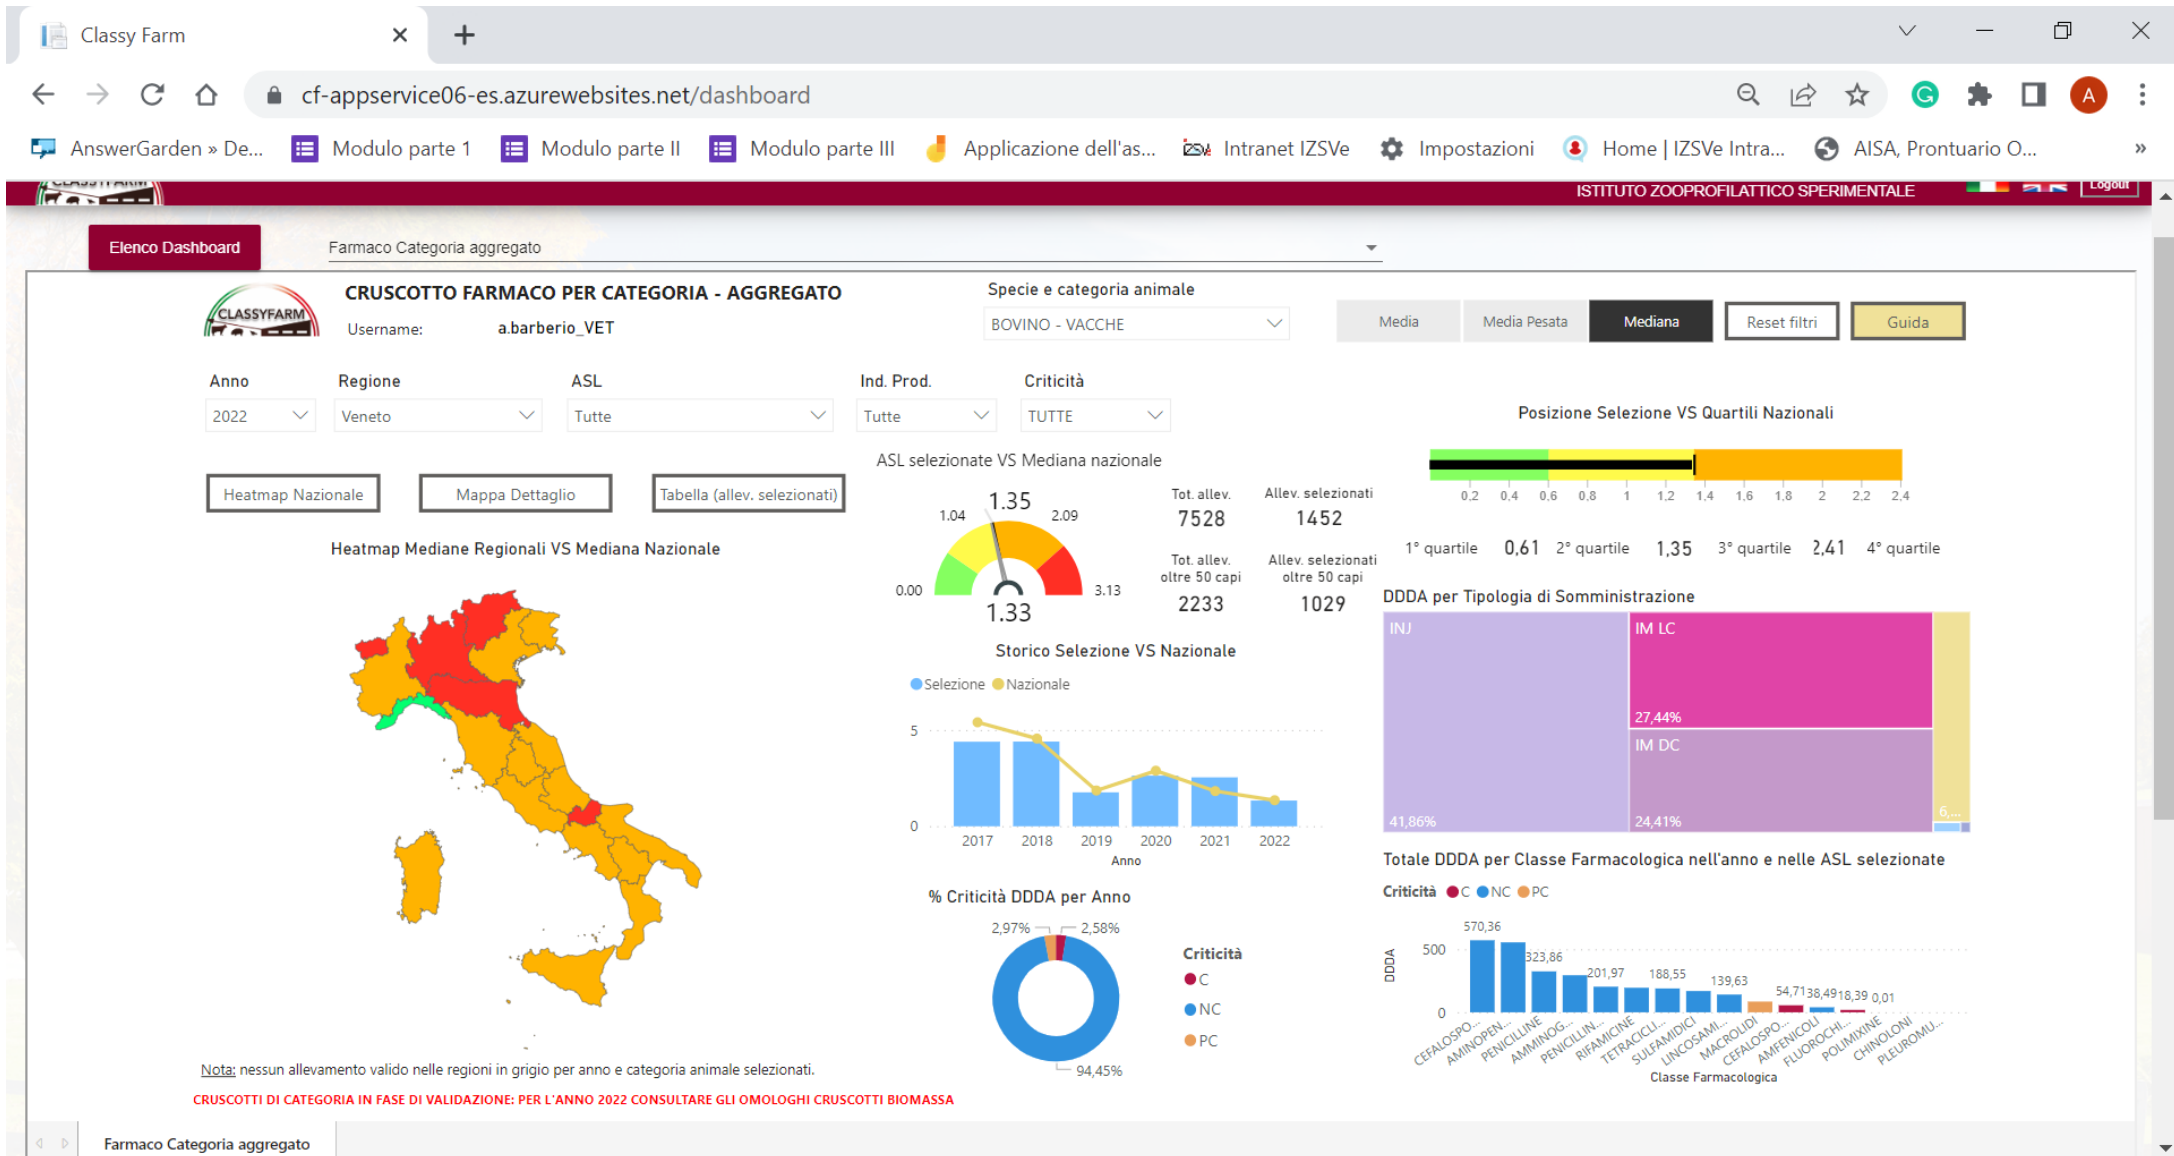 Classy Farm
cf-appservice06-es.azurewebsites.net/dashboard
G
A
AnswerGarden » De...
Modulo parte 1
Modulo parte II
Modulo parte III
Applicazione dell'as...
Intranet IZSVe
Impostazioni
Home | IZSVe Intra...
AISA, Prontuario O...
»
CLASSYFARM
ISTITUTO ZOOPROFILATTICO SPERIMENTALE
Logout
Elenco Dashboard
Farmaco Categoria aggregato
CLASSYFARM
CRUSCOTTO FARMACO PER CATEGORIA - AGGREGATO
Username: a.barberio_VET
Specie e categoria animale
BOVINO - VACCHE
Media
Media Pesata
Mediana
Reset filtri
Guida
Anno
2022
Regione
Veneto
ASL
Tutte
Ind. Prod.
Tutte
Criticità
TUTTE
Heatmap Nazionale
Mappa Dettaglio
Tabella (allev. selezionati)
Heatmap Mediane Regionali VS Mediana Nazionale
Nota: nessun allevamento valido nelle regioni in grigio per anno e categoria animale selezionati.
CRUSCOTTI DI CATEGORIA IN FASE DI VALIDAZIONE: PER L'ANNO 2022 CONSULTARE GLI OMOLOGHI CRUSCOTTI BIOMASSA
ASL selezionate VS Mediana nazionale
1.35
1.04
2.09
0.00
3.13
1.33
Tot. allev.
7528
Allev. selezionati
1452
Tot. allev.
oltre 50 capi
2233
Allev. selezionati
oltre 50 capi
1029
Storico Selezione VS Nazionale
Selezione
Nazionale
5
0
2017 2018 2019 2020 2021 2022
Anno
% Criticità DDDA per Anno
2,97%
2,58%
94,45%
Criticità
C
NC
PC
Posizione Selezione VS Quartili Nazionali
0,2 0,4 0,6 0,8 1 1,2 1,4 1,6 1,8 2 2,2 2,4
1° quartile 0,61 2° quartile 1,35 3° quartile 2,41 4° quartile
DDDA per Tipologia di Somministrazione
INJ
41,86%
IM LC
27,44%
IM DC
24,41%
6,...
Totale DDDA per Classe Farmacologica nell'anno e nelle ASL selezionate
Criticità C NC PC
DDDA
500
0
570,36
323,86
201,97
188,55
139,63
54,71
38,49
18,39
0,01
CEFALOSPO...
AMINOPEN...
PENICILLINE
AMMINOG...
PENICILLIN...
RIFAMICINE
TETRACICLI...
SULFAMIDICI
LINCOSAMI...
MACROLIDI
CEFALOSPO...
AMFENICOLI
FLUOROCHI...
POLIMIXINE
CHINOLONI
PLEUROMU...
Classe Farmacologica
Farmaco Categoria aggregato